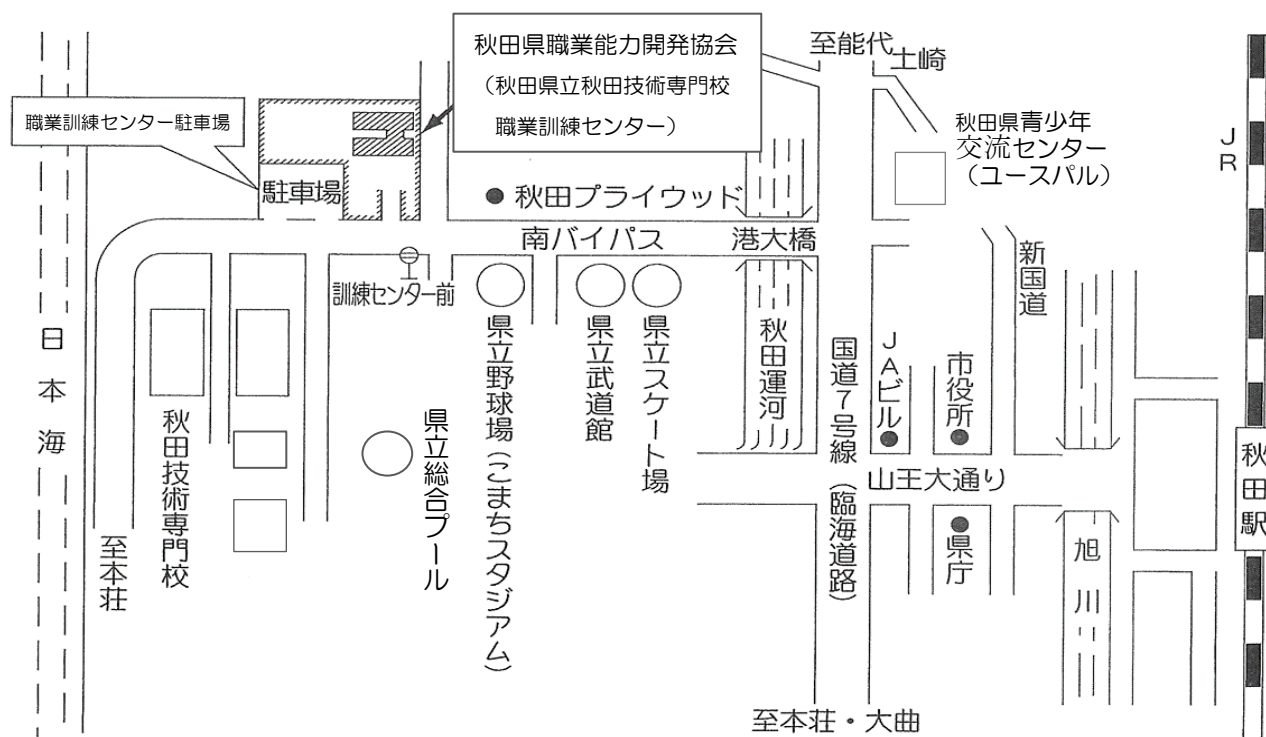 秋田県職業能力開発協会
（秋田県立秋田技術専門校
職業訓練センター）
至能代
土崎
職業訓練センター駐車場
秋田県青少年
交流センター
（ユースパル）
JR
駐車場
秋田プライウッド
南バイパス
港大橋
新国道
訓練センター前
日本海
秋田技術専門校
県立総合プール
県立野球場（こまちスタジアム）
県立武道館
県立スケート場
秋田運河
国道7号線（臨海道路）
JAビル
市役所
山王大通り
県庁
旭川
秋田駅
至本荘
至本荘・大曲